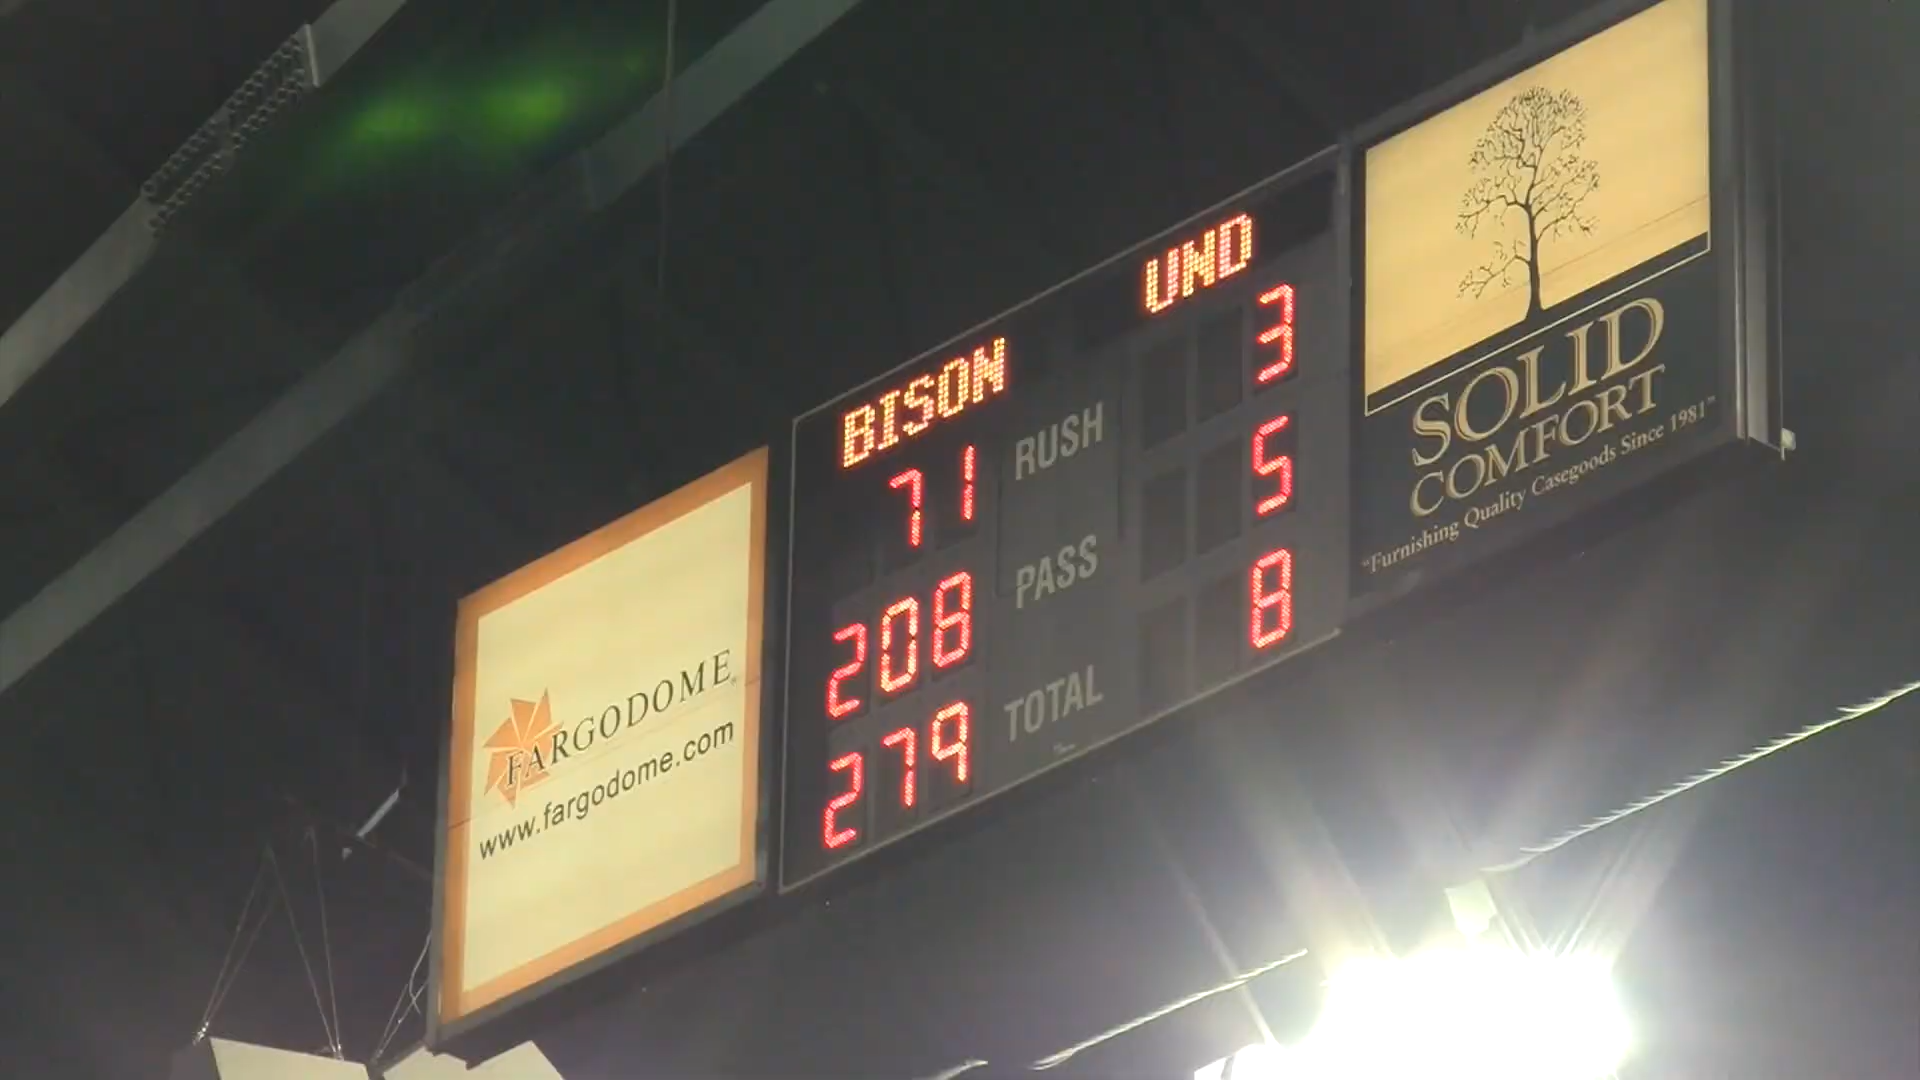 BISON UND
71 RUSH 3
208 PASS 5
279 TOTAL 8
FARGODOME
www.fargodome.com
SOLID
COMFORT
"Furnishing Quality Casegoods Since 1981"